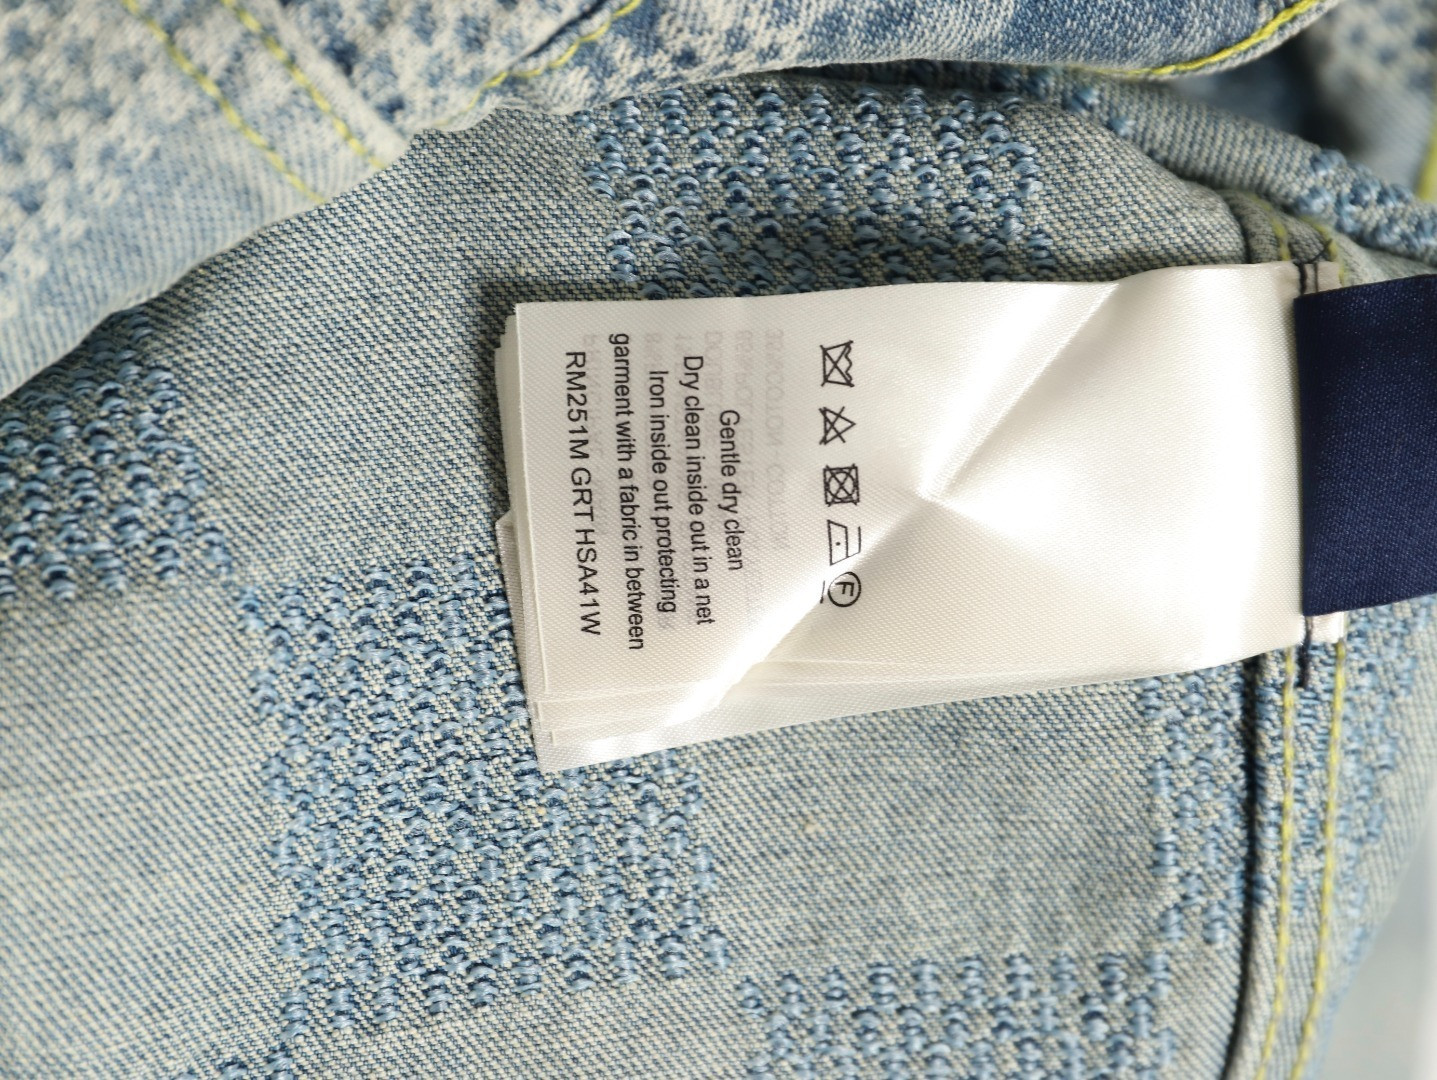 Gentle dry clean
Dry clean inside out in a net
Iron inside out protecting
garment with a fabric in between
RM251M GRT HSA41W